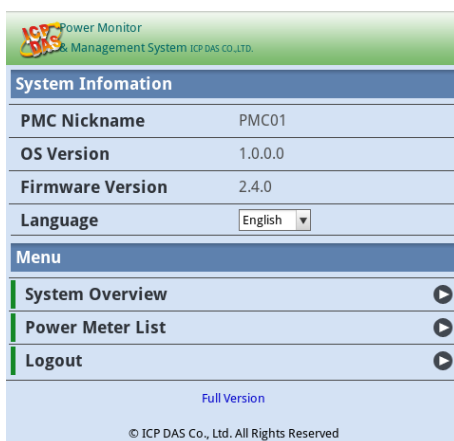 ICP
DAS
Power Monitor
& Management System ICP DAS CO.,LTD.
System Infomation
PMC Nickname PMC01
OS Version 1.0.0.0
Firmware Version 2.4.0
Language English
Menu
System Overview
Power Meter List
Logout
Full Version
© ICP DAS Co., Ltd. All Rights Reserved